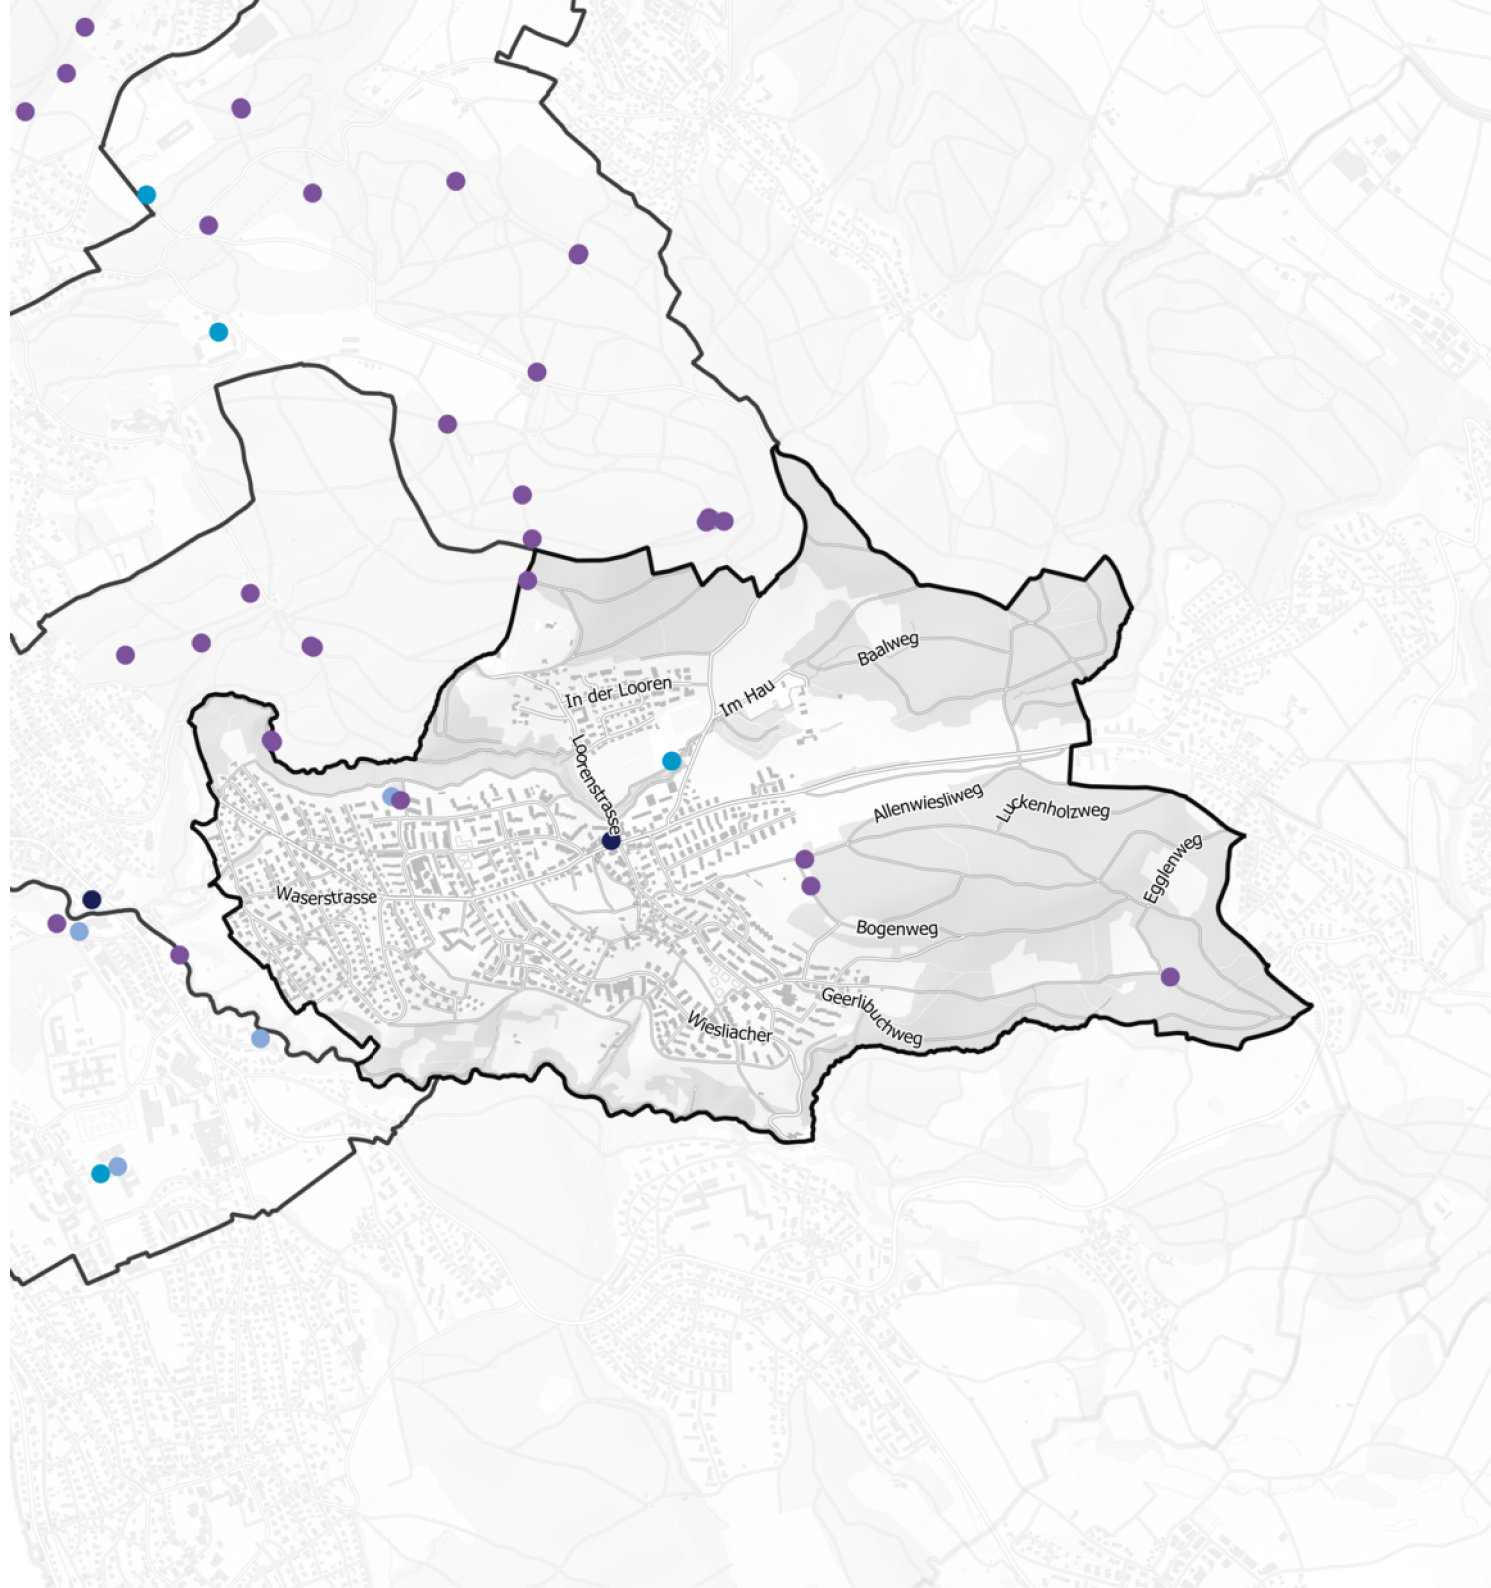 Baalweg
In der Looren
Im Hau
Loorenstrasse
Allenwiesliweg
Luckenholzweg
Egglenweg
Waserstrasse
Bogenweg
Geerlibuchweg
Wiesliacher